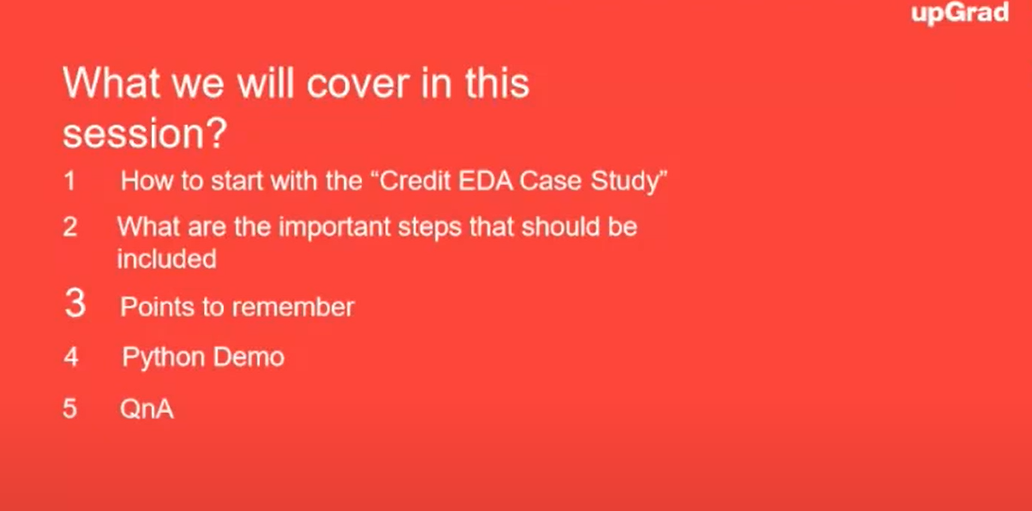 upGrad
What we will cover in this
session?
1 How to start with the “Credit EDA Case Study”
2 What are the important steps that should be
included
3 Points to remember
4 Python Demo
5 QnA